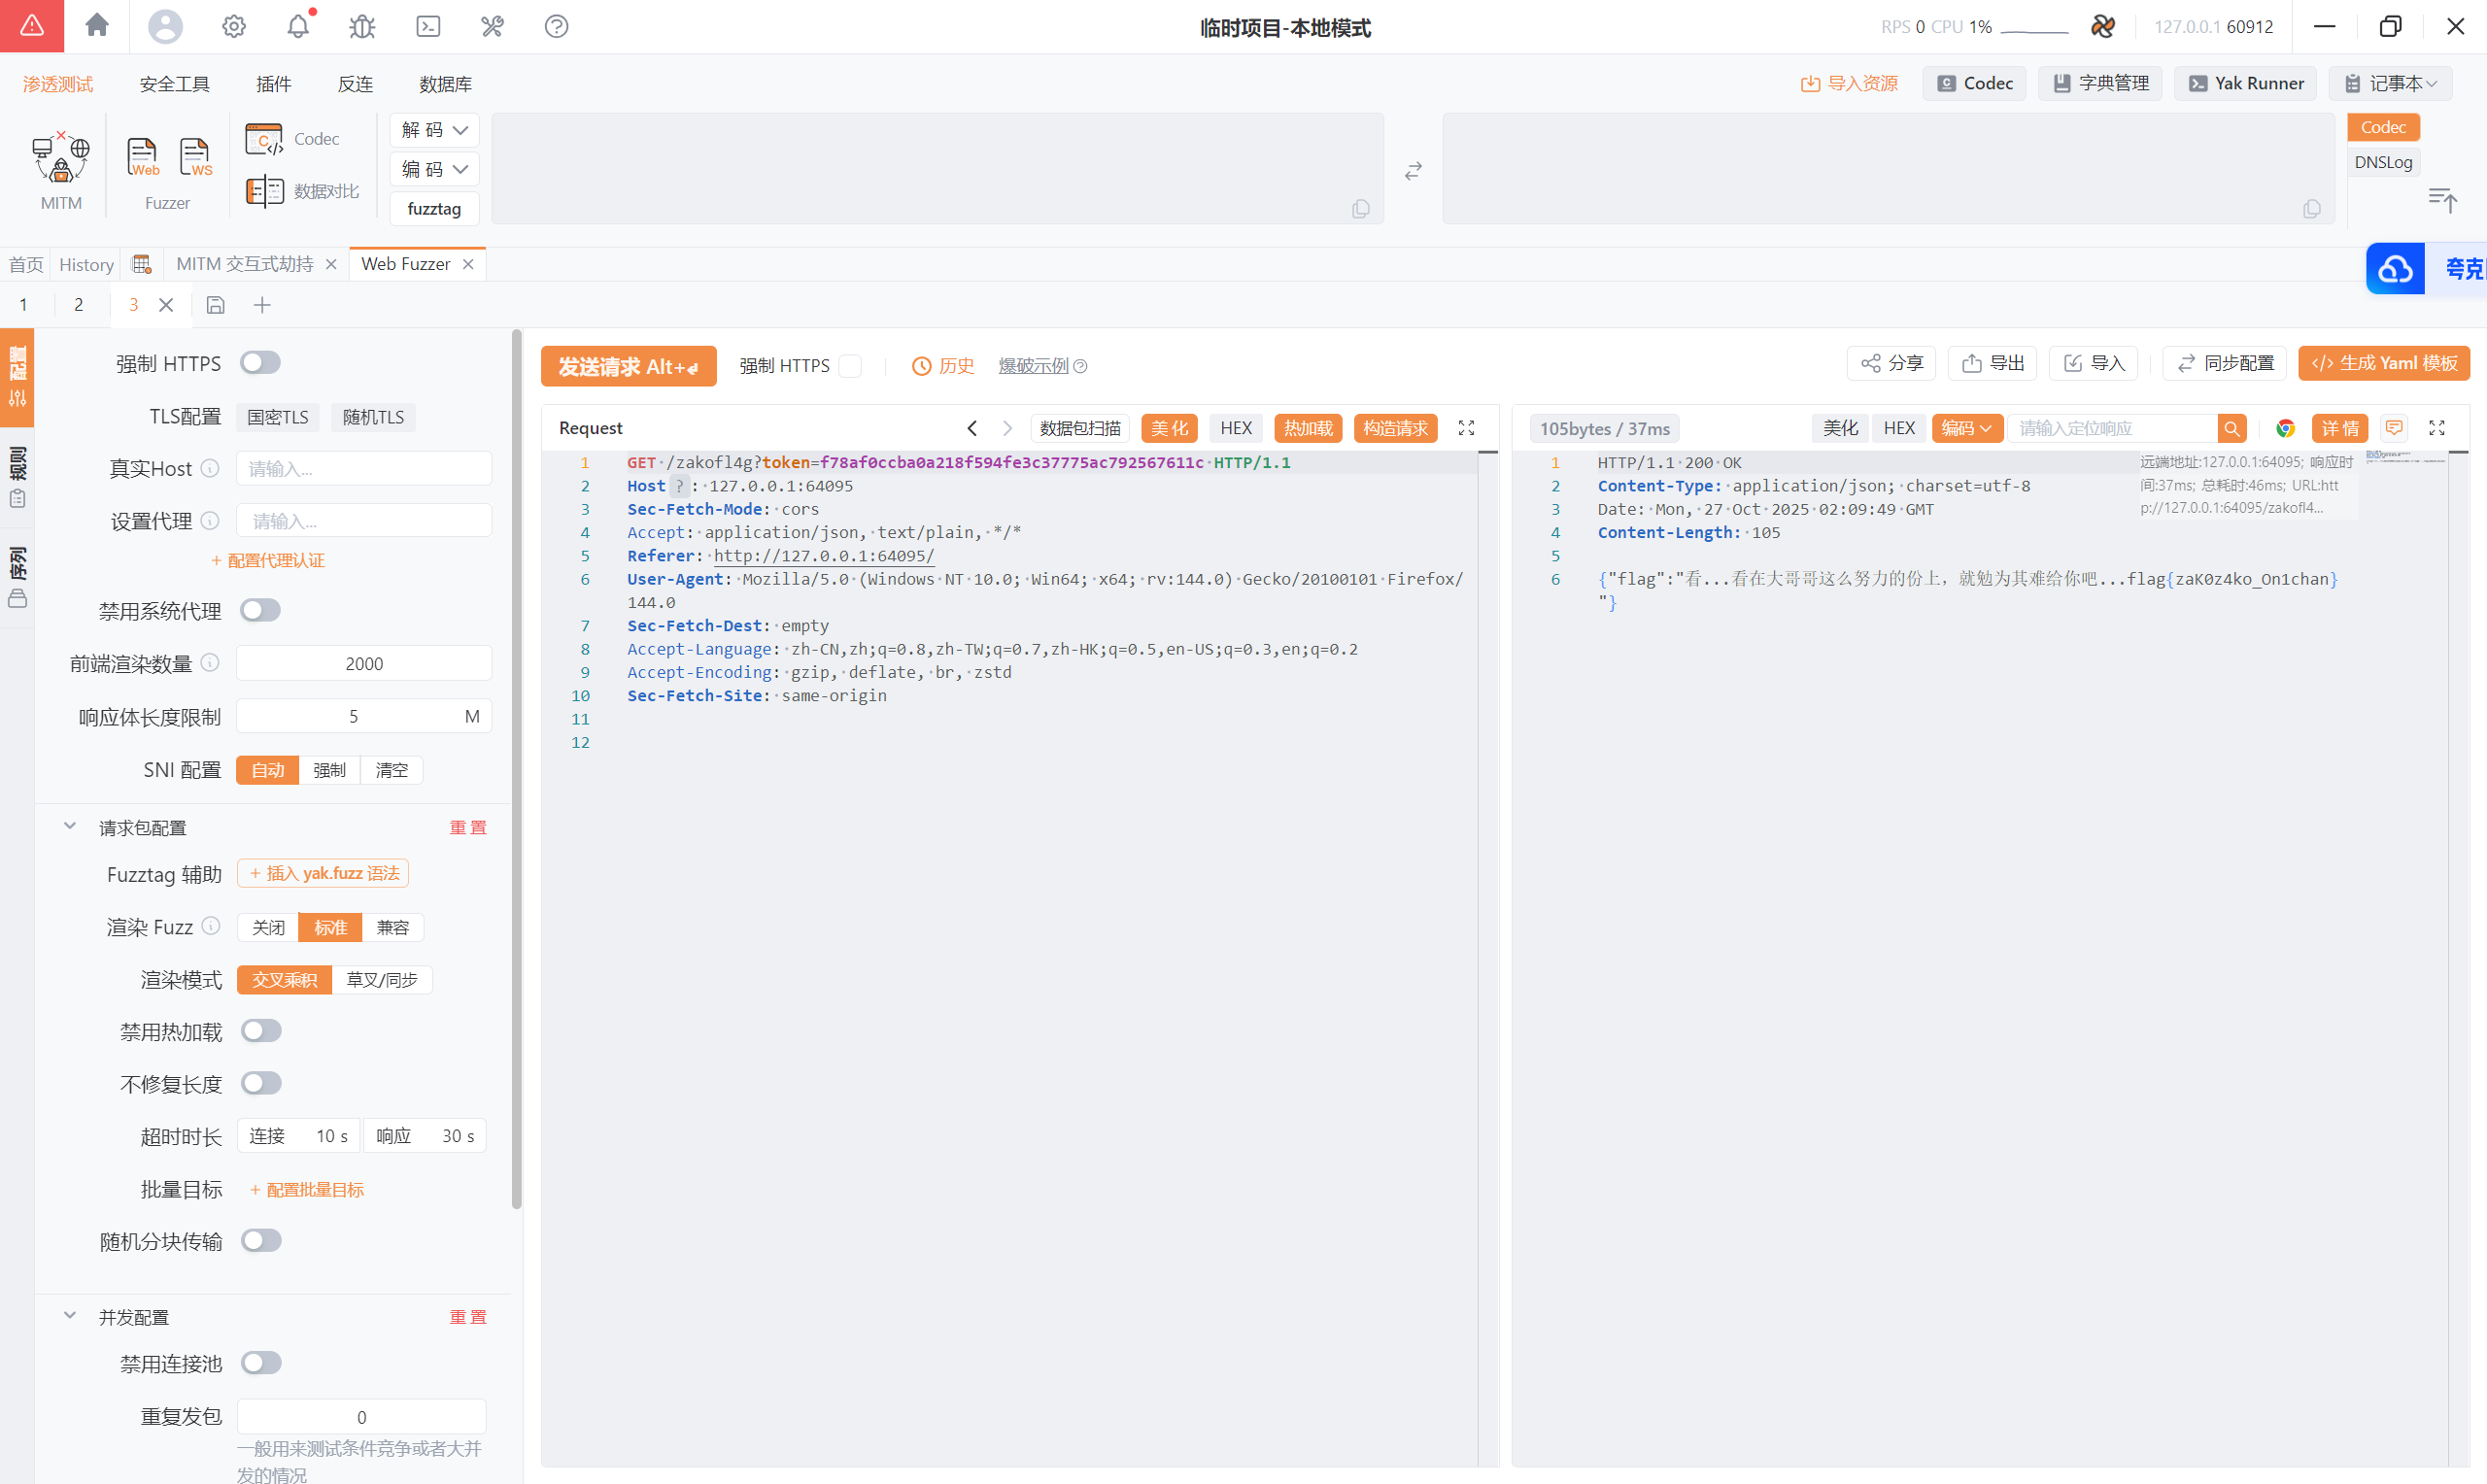 临时项目-本地模式
RPS 0 CPU 1%
127.0.0.1 60912
渗透测试 安全工具 插件 反连 数据库
导入资源 Codec 字典管理 Yak Runner 记事本
MITM
Web WS
Fuzzer
Codec
数据对比
解 码
编 码
fuzztag
Codec
DNSLog
首页 History MITM 交互式劫持 Web Fuzzer
夸克
1 2 3
配置
规则
序列
强制 HTTPS
TLS配置 国密TLS 随机TLS
真实Host 请输入...
设置代理 请输入...
+ 配置代理认证
禁用系统代理
前端渲染数量 2000
响应体长度限制 5 M
SNI 配置 自动 强制 清空
请求包配置 重 置
Fuzztag 辅助 + 插入 yak.fuzz 语法
渲染 Fuzz 关闭 标准 兼容
渲染模式 交叉乘积 草叉/同步
禁用热加载
不修复长度
超时时长 连接 10 s 响应 30 s
批量目标 + 配置批量目标
随机分块传输
并发配置 重 置
禁用连接池
重复发包 0
一般用来测试条件竞争或者大并
发的情况
发送请求 Alt+ 强制 HTTPS 历史 爆破示例
分享 导出 导入 同步配置 </> 生成 Yaml 模板
Request 数据包扫描 美 化 HEX 热加载 构造请求
1 GET /zakofl4g?token=f78af0ccba0a218f594fe3c37775ac792567611c HTTP/1.1
2 Host ? : 127.0.0.1:64095
3 Sec-Fetch-Mode: cors
4 Accept: application/json, text/plain, */*
5 Referer: http://127.0.0.1:64095/
6 User-Agent: Mozilla/5.0 (Windows NT 10.0; Win64; x64; rv:144.0) Gecko/20100101 Firefox/
144.0
7 Sec-Fetch-Dest: empty
8 Accept-Language: zh-CN,zh;q=0.8,zh-TW;q=0.7,zh-HK;q=0.5,en-US;q=0.3,en;q=0.2
9 Accept-Encoding: gzip, deflate, br, zstd
10 Sec-Fetch-Site: same-origin
11
12
105bytes / 37ms 美化 HEX 编码 请输入定位响应 详 情
1 HTTP/1.1 200 OK
2 Content-Type: application/json; charset=utf-8
3 Date: Mon, 27 Oct 2025 02:09:49 GMT
4 Content-Length: 105
5
6 {"flag":"看...看在大哥哥这么努力的份上，就勉为其难给你吧...flag{zaK0z4ko_On1chan}
"}
远端地址:127.0.0.1:64095; 响应时
间:37ms; 总耗时:46ms; URL:htt
p://127.0.0.1:64095/zakofl4...